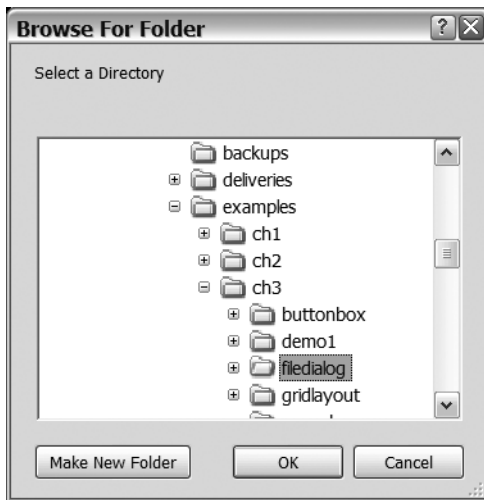 Browse For Folder
Select a Directory
backups
deliveries
examples
ch1
ch2
ch3
buttonbox
demo1
filedialog
gridlayout
Make New Folder
OK
Cancel